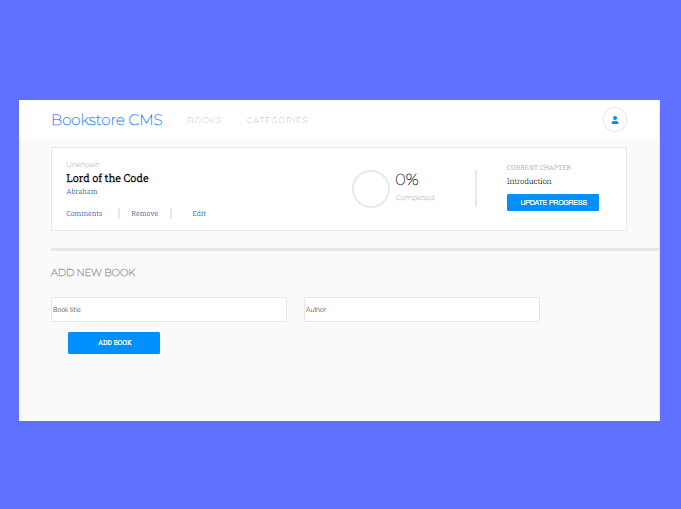 Bookstore CMS BOOKS CATEGORIES
Unknown
Lord of the Code
Abraham
Comments Remove Edit
0%
Completed
CURRENT CHAPTER
Introduction
UPDATE PROGRESS
ADD NEW BOOK
Book title Author
ADD BOOK